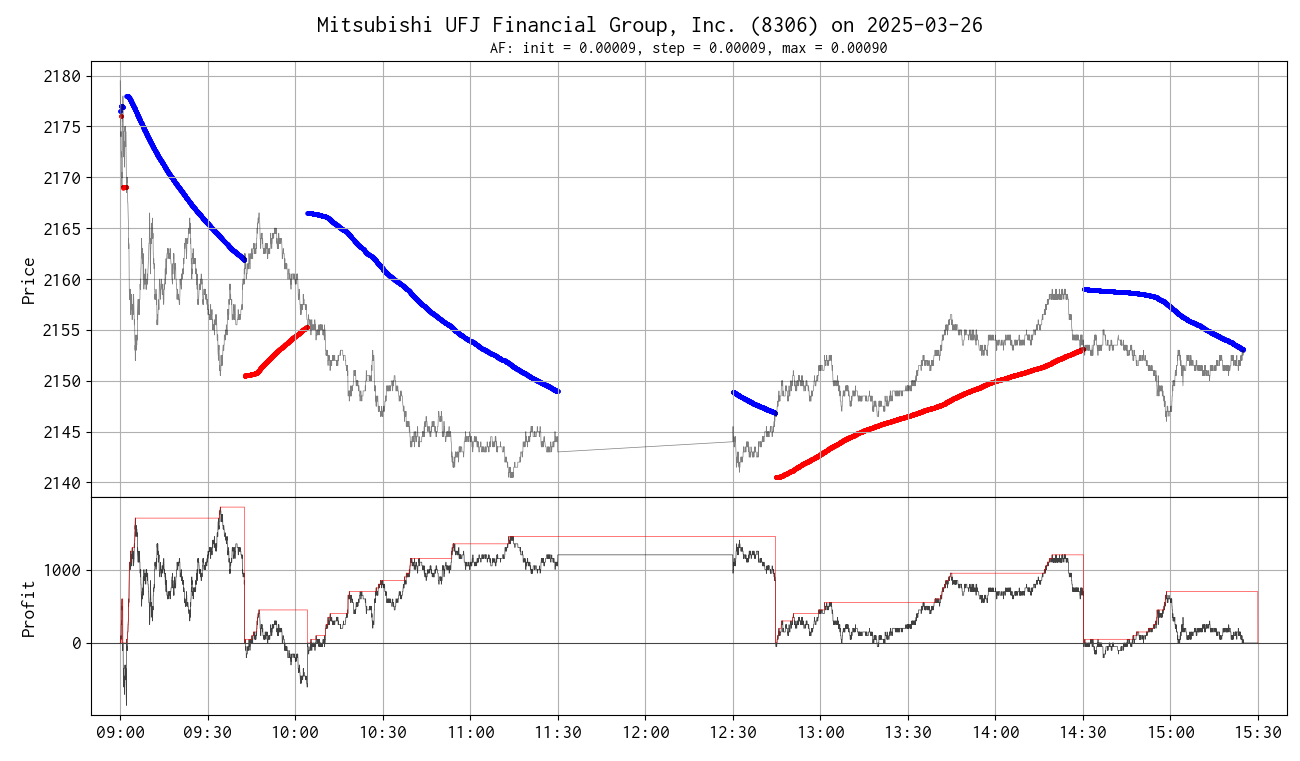 Mitsubishi UFJ Financial Group, Inc. (8306) on 2025-03-26
AF: init = 0.00009, step = 0.00009, max = 0.00090
2180
2175
2170
2165
2160
2155
2150
2145
2140
Price
1000
0
Profit
09:00 09:30 10:00 10:30 11:00 11:30 12:00 12:30 13:00 13:30 14:00 14:30 15:00 15:30